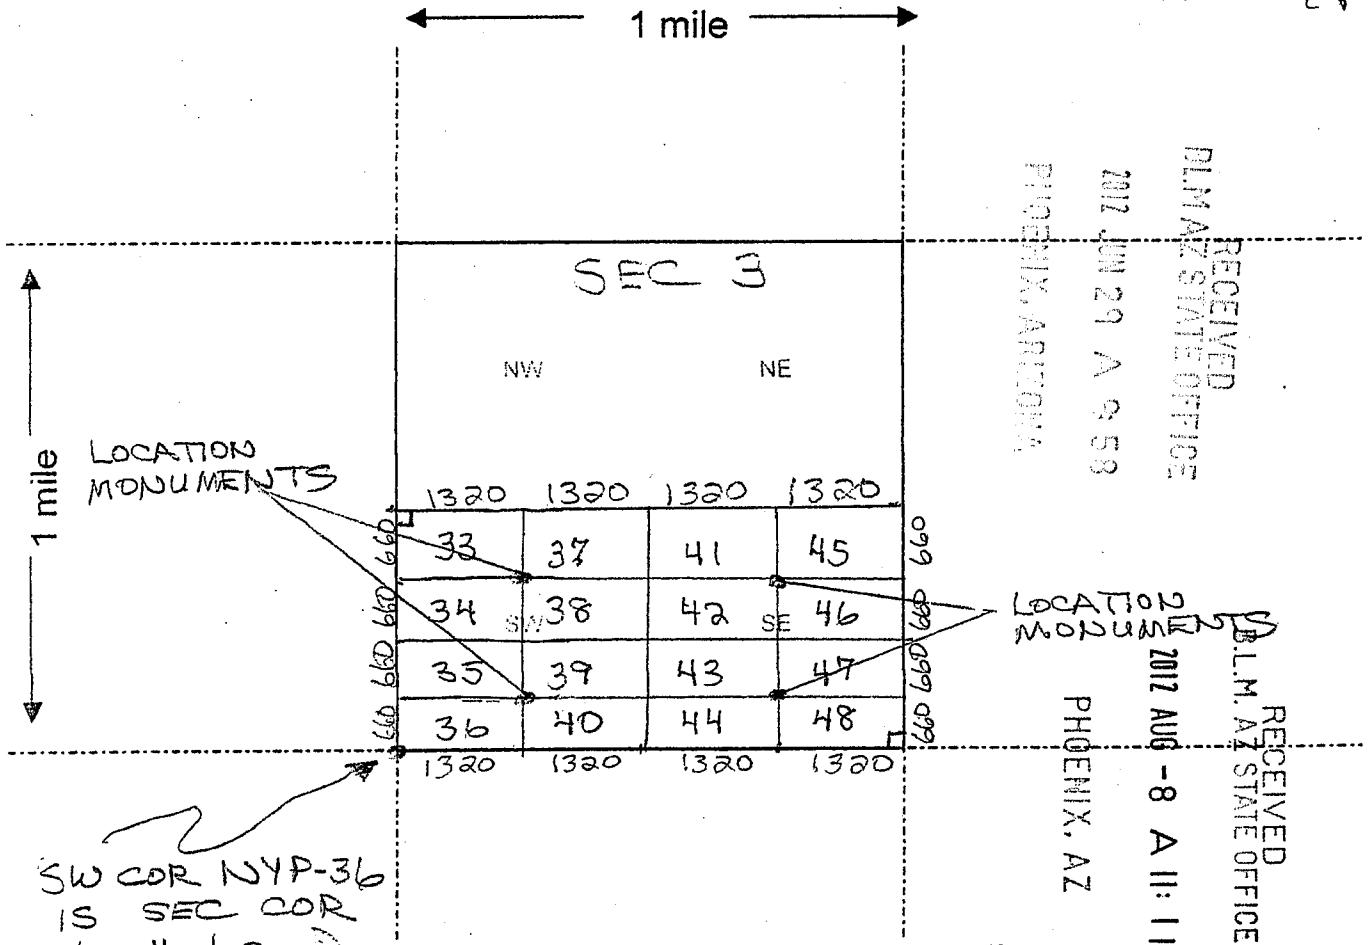 1 mile
RECEIVED
BLM AZ STATE OFFICE
2012 JUN 29 A 9:58
PHOENIX, ARIZONA
SEC 3
NW
NE
1 mile
LOCATION
MONUMENTS
1320 1320 1320 1320
660 33 37 41 45 660
660 34 SW 38 42 SE 46 660
660 35 39 43 47 660
660 36 40 44 48 660
1320 1320 1320 1320
LOCATION
MONUMENTS
RECEIVED
B.L.M. AZ STATE OFFICE
2012 AUG -8 A 11: 1
PHOENIX, AZ
SW COR NYP-36
IS SEC COR